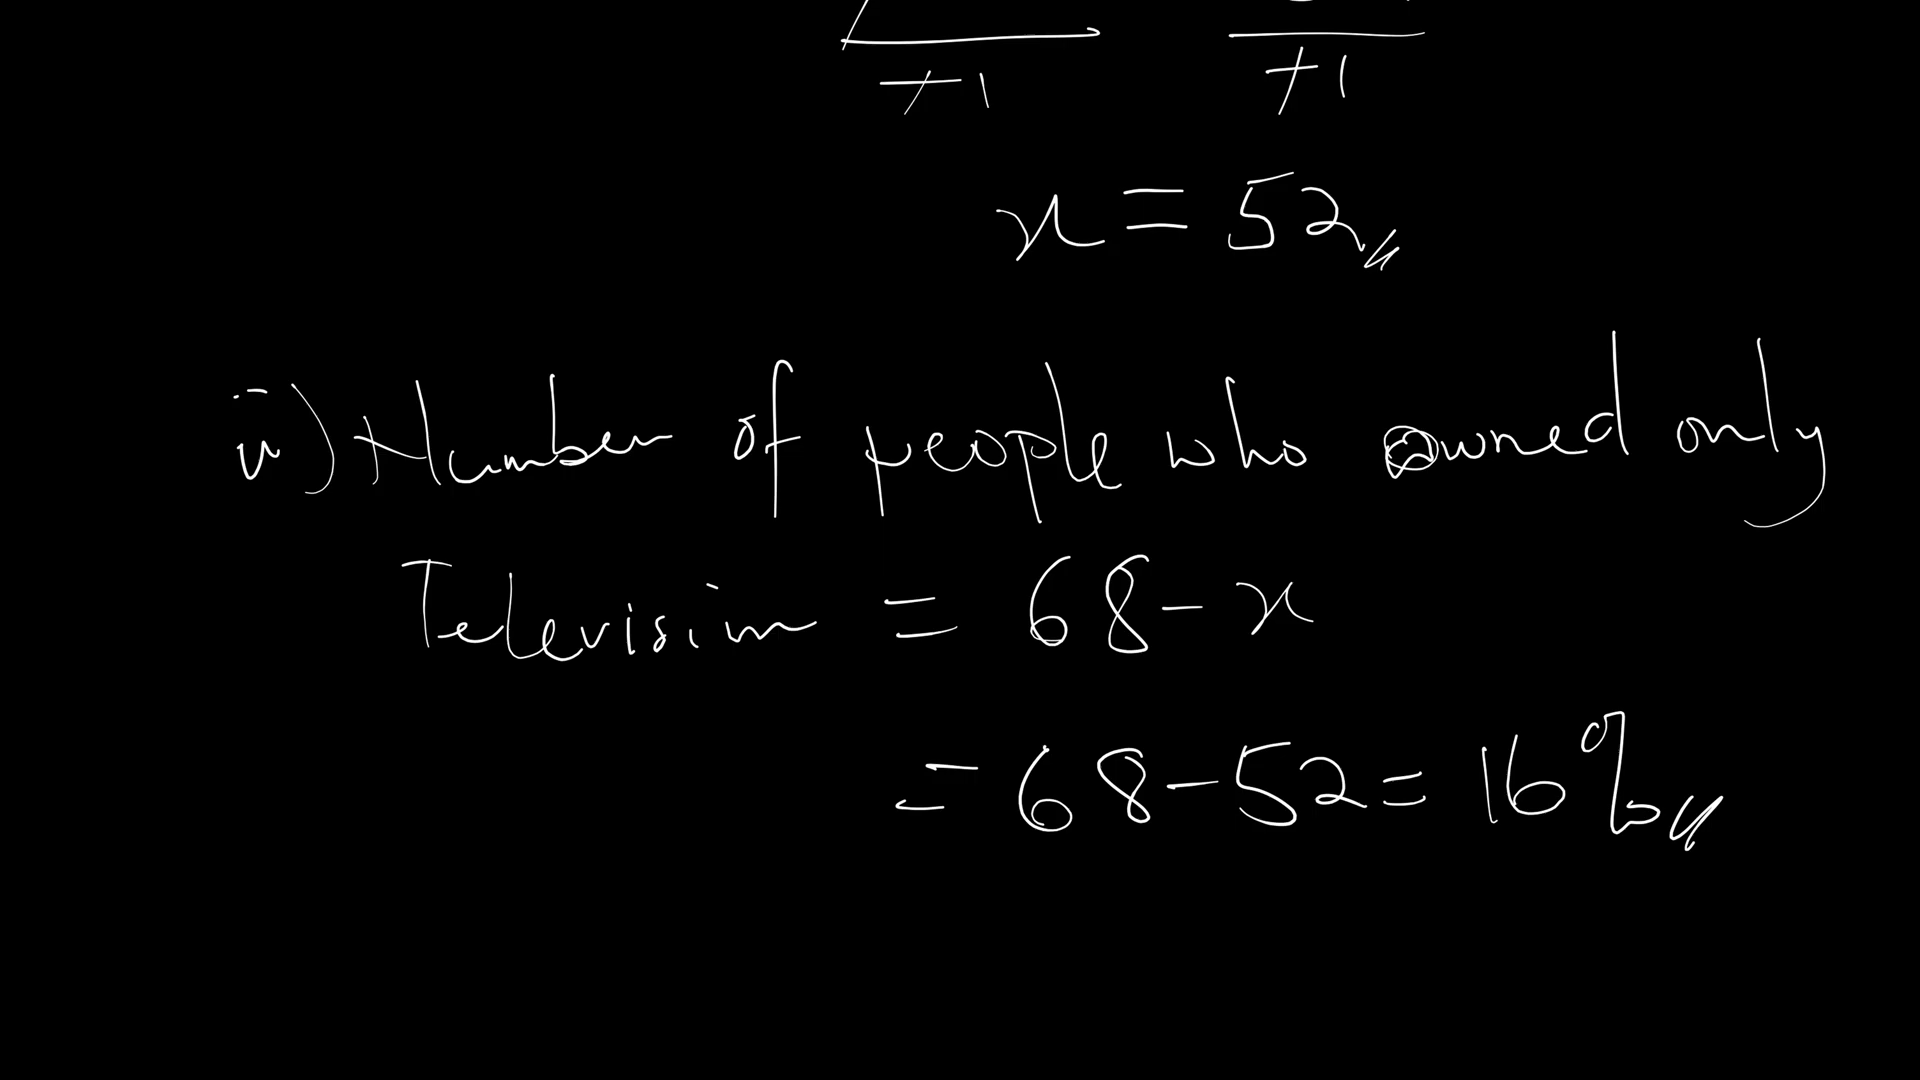 +1 +1
x = 52
ii) Number of people who owned only
Television = 68 - x
= 68 - 52 = 16%